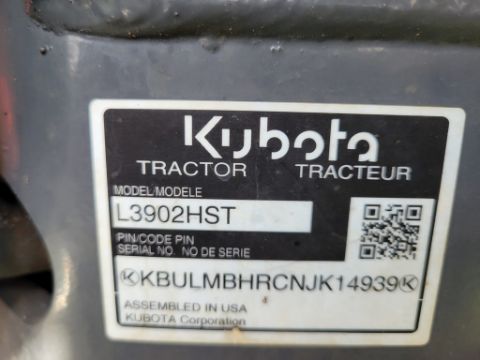 Kubota
TRACTOR TRACTEUR
MODEL/MODELE
L3902HST
PIN/CODE PIN
SERIAL NO. NO DE SERIE
KBULMBHRCNJK14939
ASSEMBLED IN USA
KUBOTA Corporation